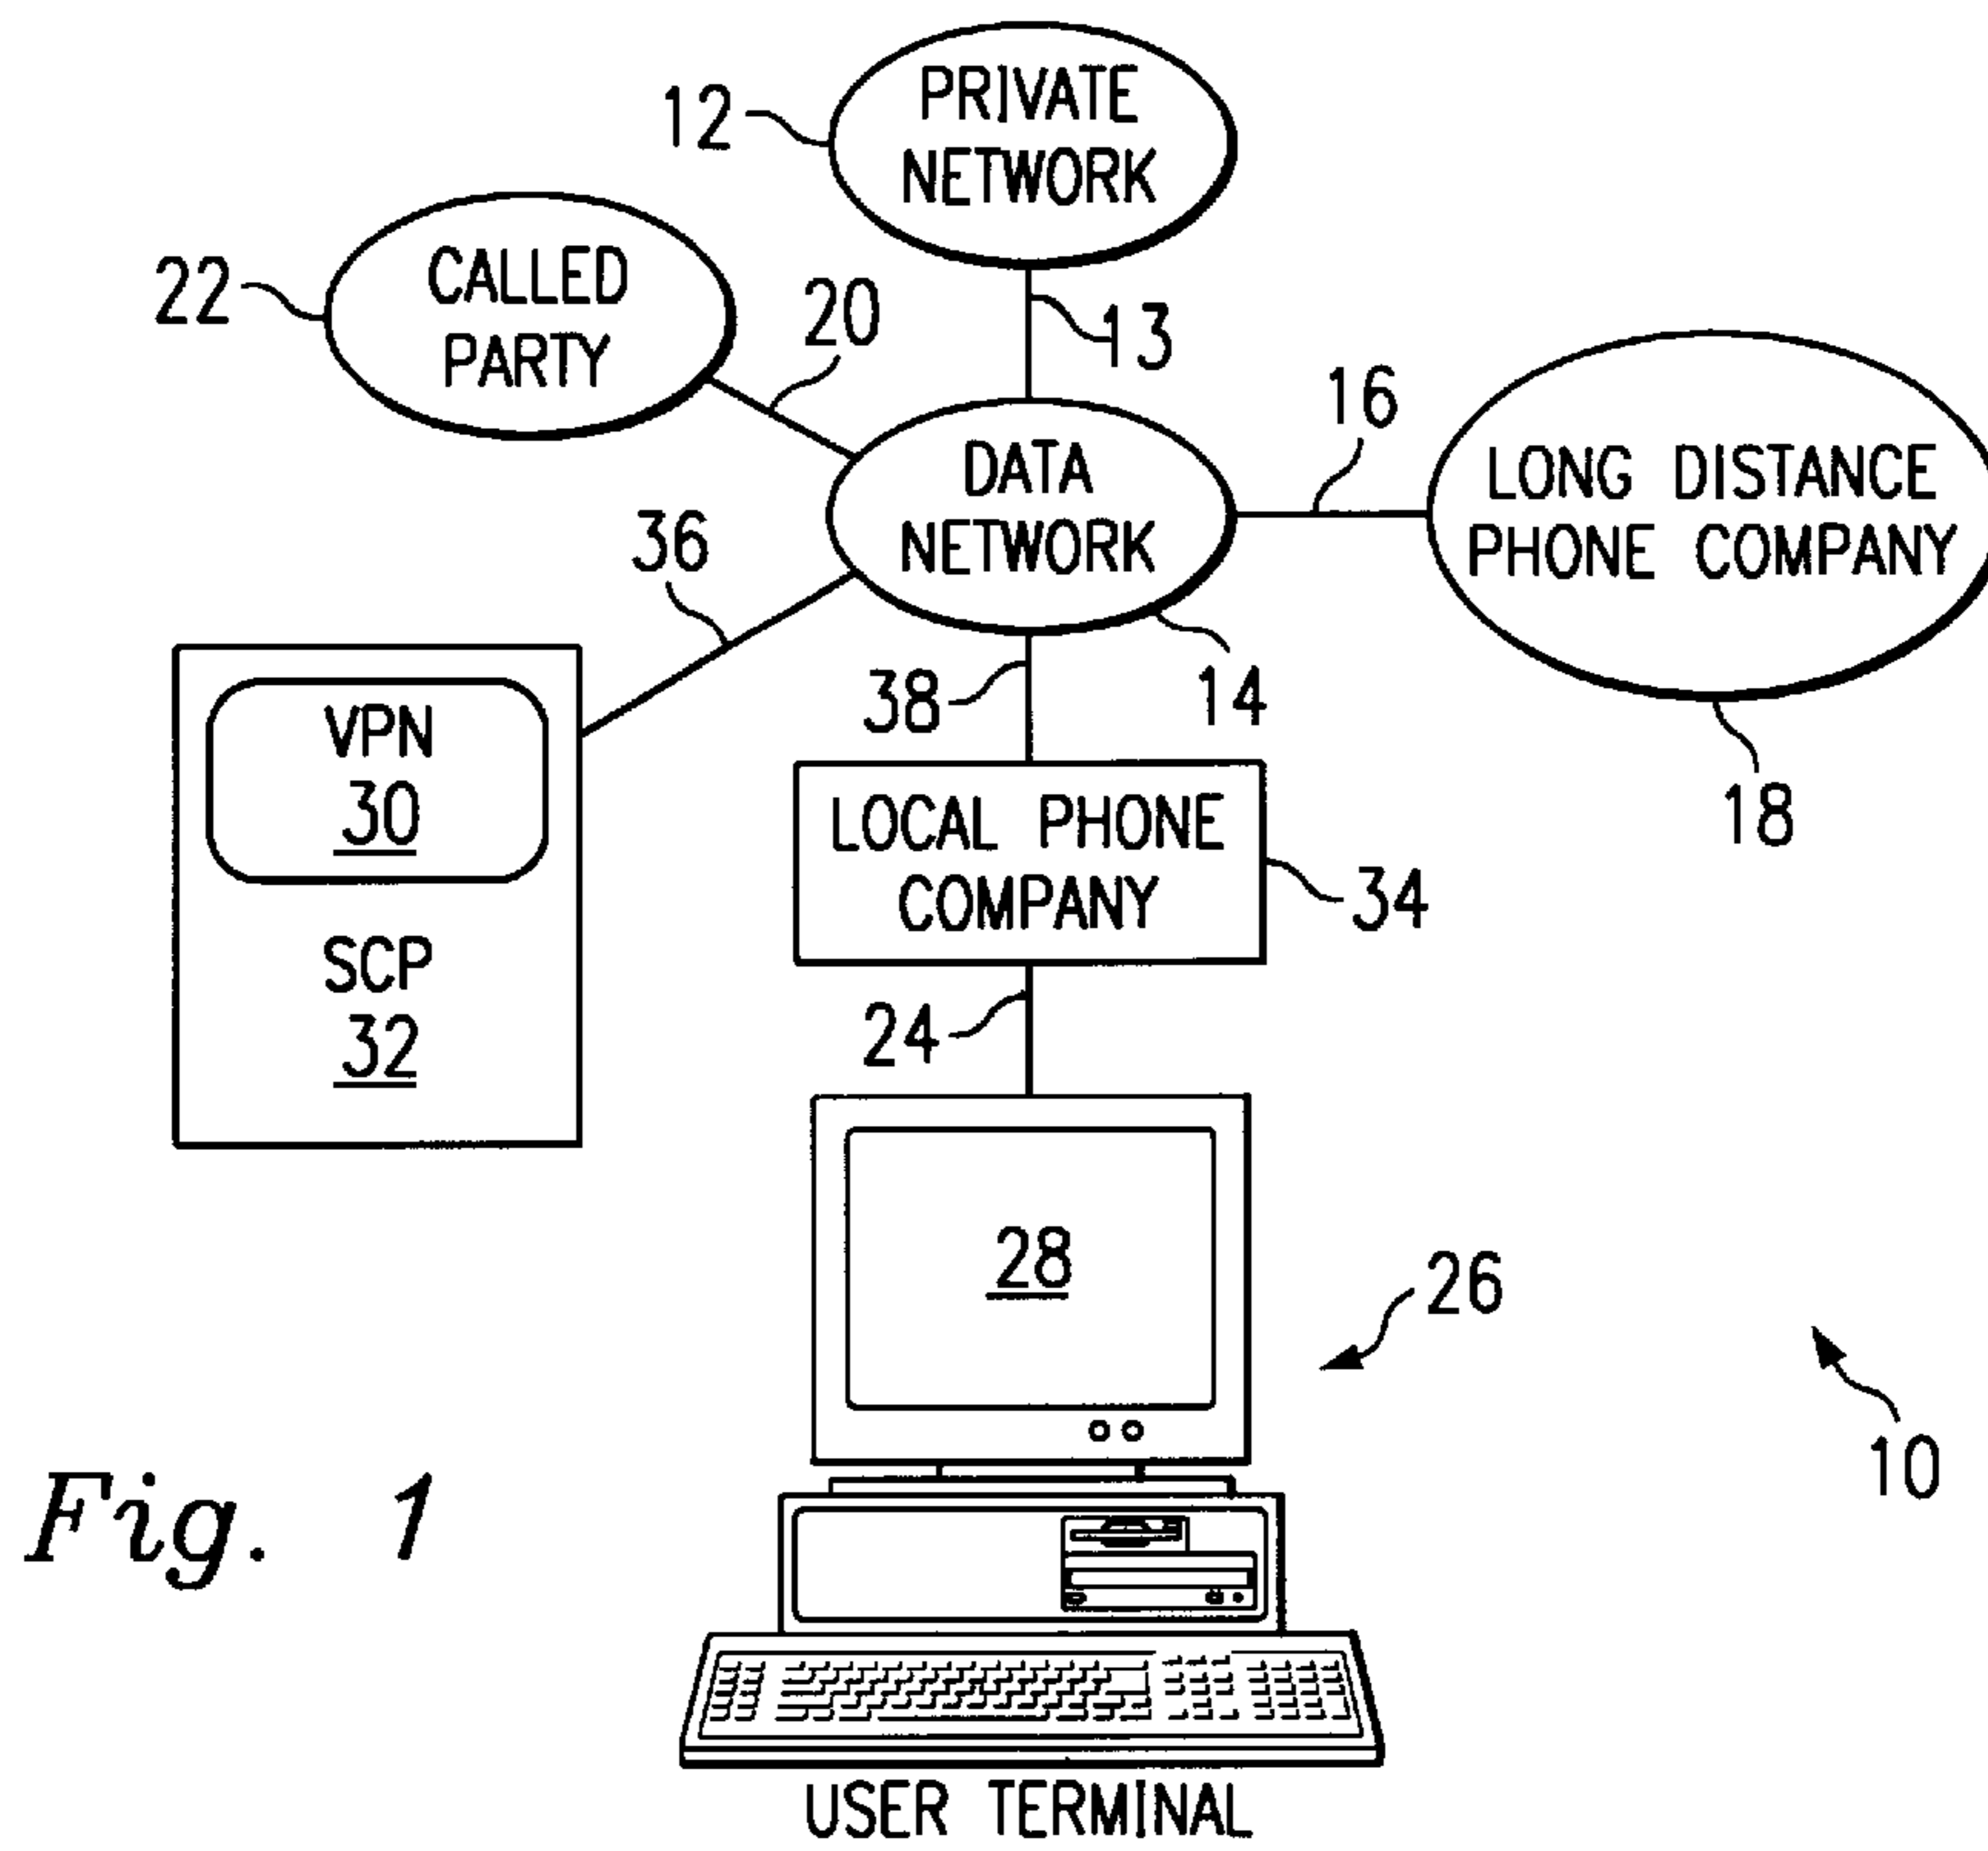 PRIVATE
NETWORK
12
CALLED
PARTY
22
20
13
16
LONG DISTANCE
PHONE COMPANY
DATA
NETWORK
36
38
14
18
VPN
30
LOCAL PHONE
COMPANY
34
SCP
32
24
28
26
10
Fig. 1
USER TERMINAL